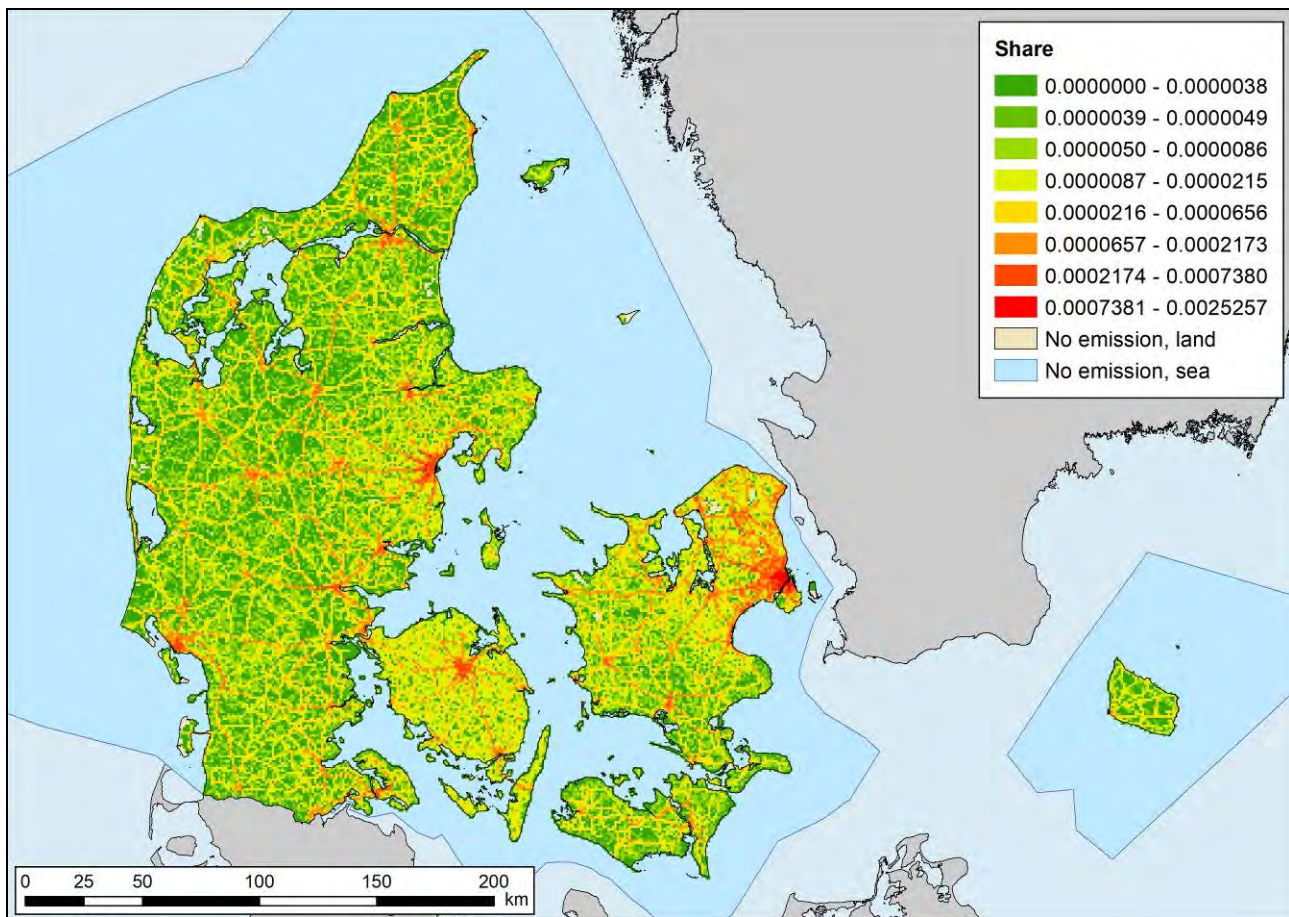 Share
0.0000000 - 0.0000038
0.0000039 - 0.0000049
0.0000050 - 0.0000086
0.0000087 - 0.0000215
0.0000216 - 0.0000656
0.0000657 - 0.0002173
0.0002174 - 0.0007380
0.0007381 - 0.0025257
No emission, land
No emission, sea
0 25 50 100 150 200
km